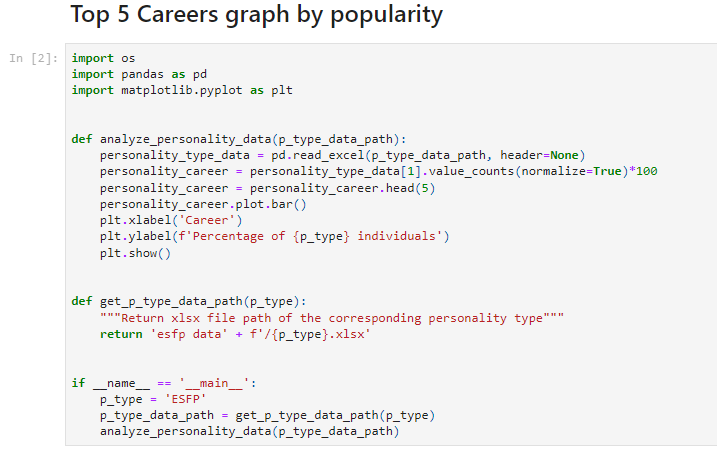 Top 5 Careers graph by popularity
In [2]: import os
import pandas as pd
import matplotlib.pyplot as plt
def analyze_personality_data(p_type_data_path):
    personality_type_data = pd.read_excel(p_type_data_path, header=None)
    personality_career = personality_type_data[1].value_counts(normalize=True)*100
    personality_career = personality_career.head(5)
    personality_career.plot.bar()
    plt.xlabel('Career')
    plt.ylabel(f'Percentage of {p_type} individuals')
    plt.show()
def get_p_type_data_path(p_type):
    """Return xlsx file path of the corresponding personality type"""
    return 'esfp data' + f'/{p_type}.xlsx'
if __name__ == '__main__':
    p_type = 'ESFP'
    p_type_data_path = get_p_type_data_path(p_type)
    analyze_personality_data(p_type_data_path)